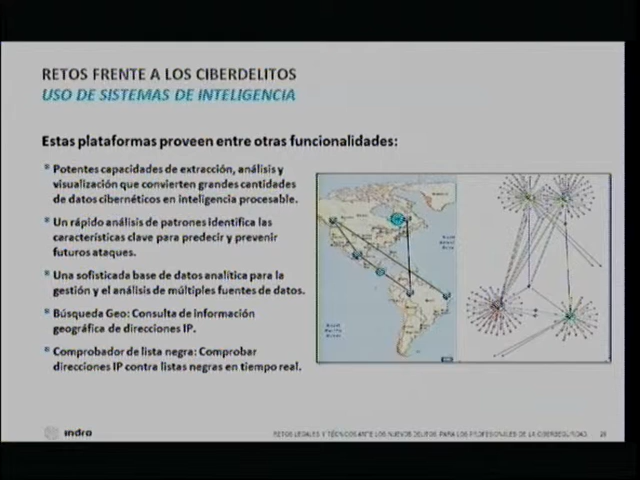 RETOS FRENTE A LOS CIBERDELITOS
USO DE SISTEMAS DE INTELIGENCIA
Estas plataformas proveen entre otras funcionalidades:
Potentes capacidades de extracción, análisis y
visualización que convierten grandes cantidades
de datos cibernéticos en inteligencia procesable.
Un rápido análisis de patrones identifica las
características clave para predecir y prevenir
futuros ataques.
Una sofisticada base de datos analítica para la
gestión y el análisis de múltiples fuentes de datos.
Búsqueda Geo: Consulta de información
geográfica de direcciones IP.
Comprobador de lista negra: Comprobar
direcciones IP contra listas negras en tiempo real.
RETOS LEGALES Y TÉCNICOS ANTE LOS NUEVOS DELITOS, PARA LOS PROFESIONALES DE LA CIBERSEGURIDAD